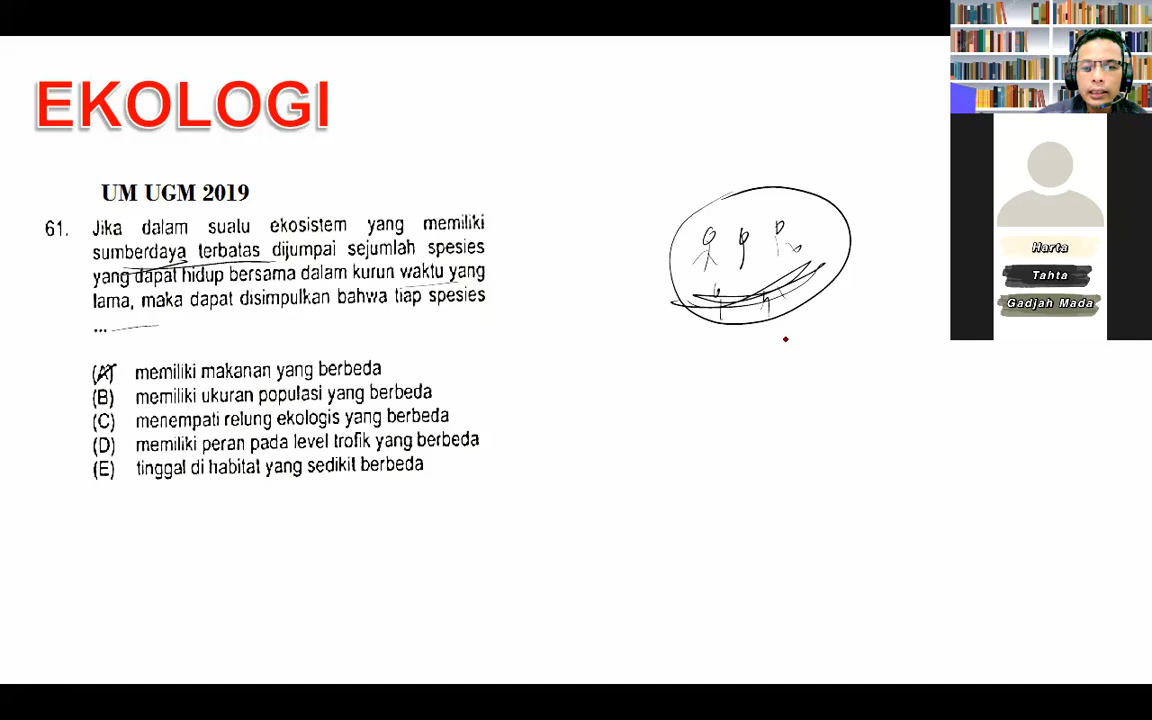 EKOLOGI
UM UGM 2019
61. Jika dalam suatu ekosistem yang memiliki
sumberdaya terbatas dijumpai sejumlah spesies
yang dapat hidup bersama dalam kurun waktu yang
lama, maka dapat disimpulkan bahwa tiap spesies
...
(A) memiliki makanan yang berbeda
(B) memiliki ukuran populasi yang berbeda
(C) menempati relung ekologis yang berbeda
(D) memiliki peran pada level trofik yang berbeda
(E) tinggal di habitat yang sedikit berbeda
Harta
Tahta
Gadjah Mada